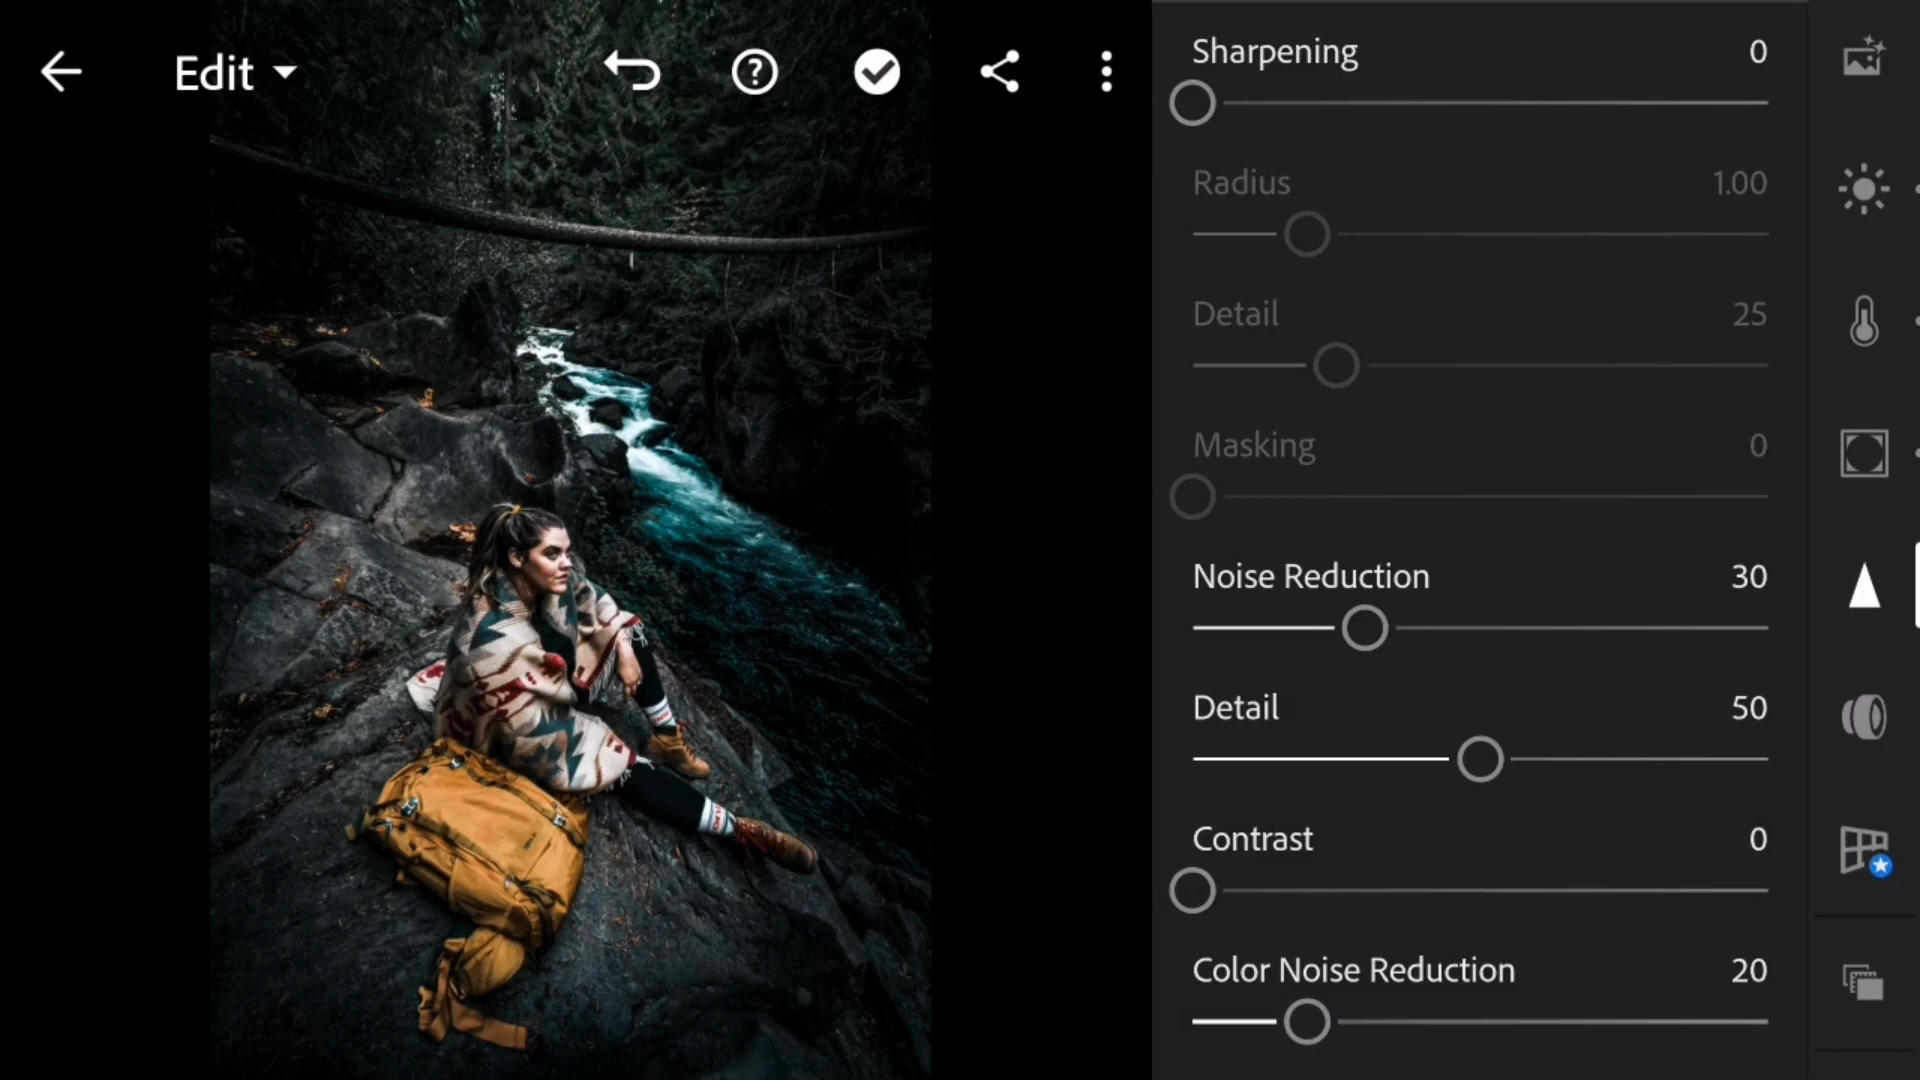 Edit
Sharpening 0
Radius 1.00
Detail 25
Masking 0
Noise Reduction 30
Detail 50
Contrast 0
Color Noise Reduction 20